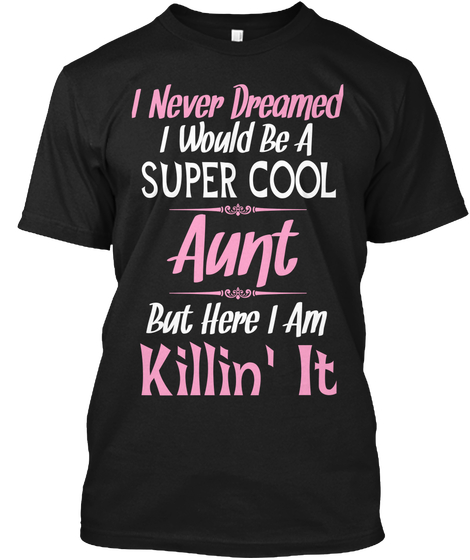 I Never Dreamed
I Would Be A
SUPER COOL
Aunt
But Here I Am
Killin' It